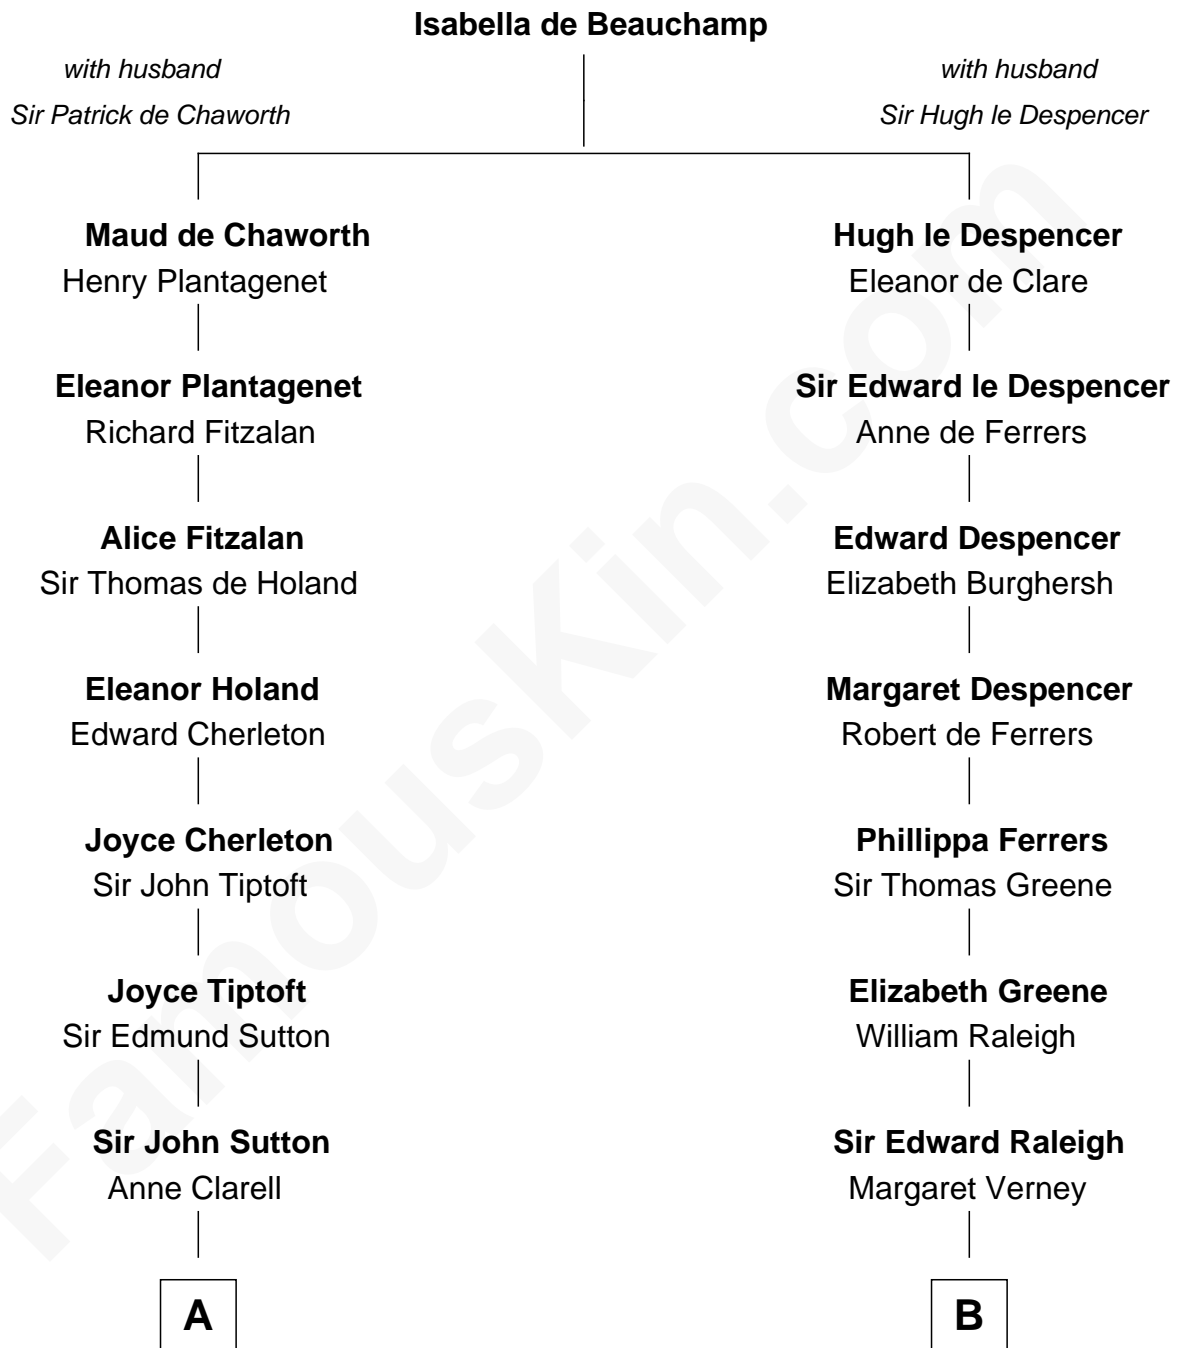 Isabella de Beauchamp
with husband
Sir Patrick de Chaworth
with husband
Sir Hugh le Despencer
Maud de Chaworth
Henry Plantagenet
Hugh le Despencer
Eleanor de Clare
Eleanor Plantagenet
Richard Fitzalan
Sir Edward le Despencer
Anne de Ferrers
Alice Fitzalan
Sir Thomas de Holand
Edward Despencer
Elizabeth Burghersh
Eleanor Holand
Edward Cherleton
Margaret Despencer
Robert de Ferrers
Joyce Cherleton
Sir John Tiptoft
Phillippa Ferrers
Sir Thomas Greene
Joyce Tiptoft
Sir Edmund Sutton
Elizabeth Greene
William Raleigh
Sir John Sutton
Anne Clarell
Sir Edward Raleigh
Margaret Verney
A
B
FamousKin.com